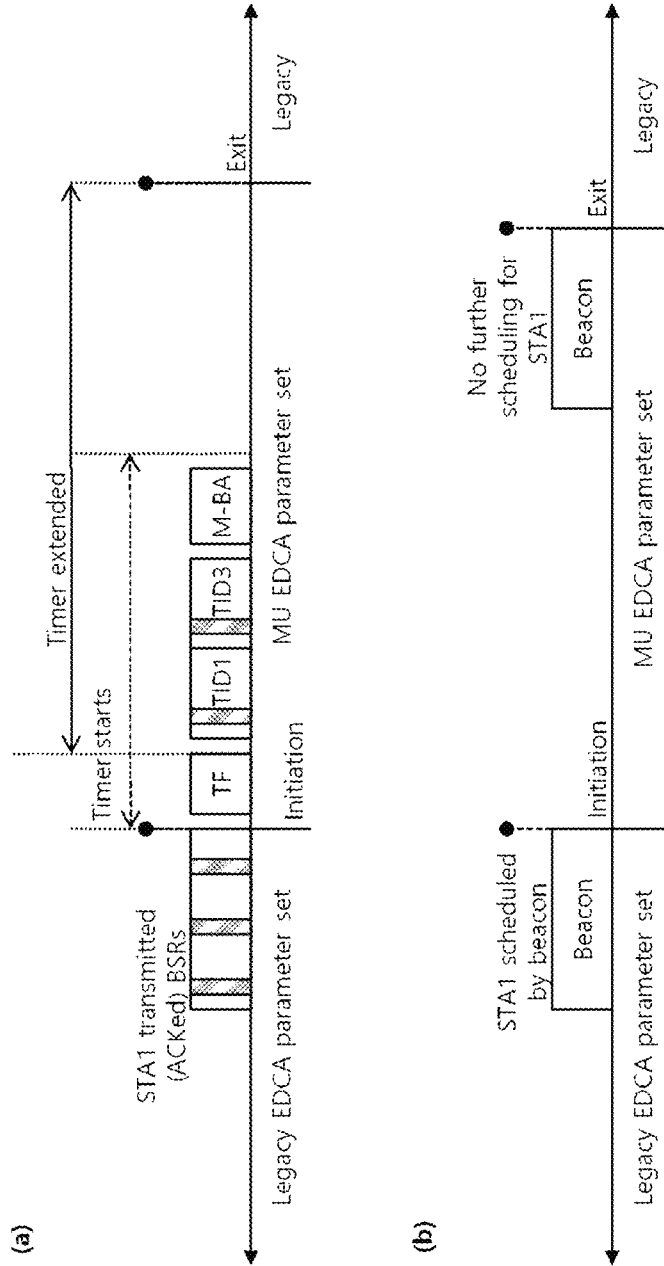 (a)
Timer extended
Timer starts
STA1 transmitted
(ACKed) BSRs
TF
TID1
TID3
M-BA
Initiation
Exit
Legacy EDCA parameter set
MU EDCA parameter set
Legacy
(b)
STA1 scheduled
by beacon
No further
scheduling for
STA1
Beacon
Beacon
Initiation
Exit
Legacy EDCA parameter set
MU EDCA parameter set
Legacy